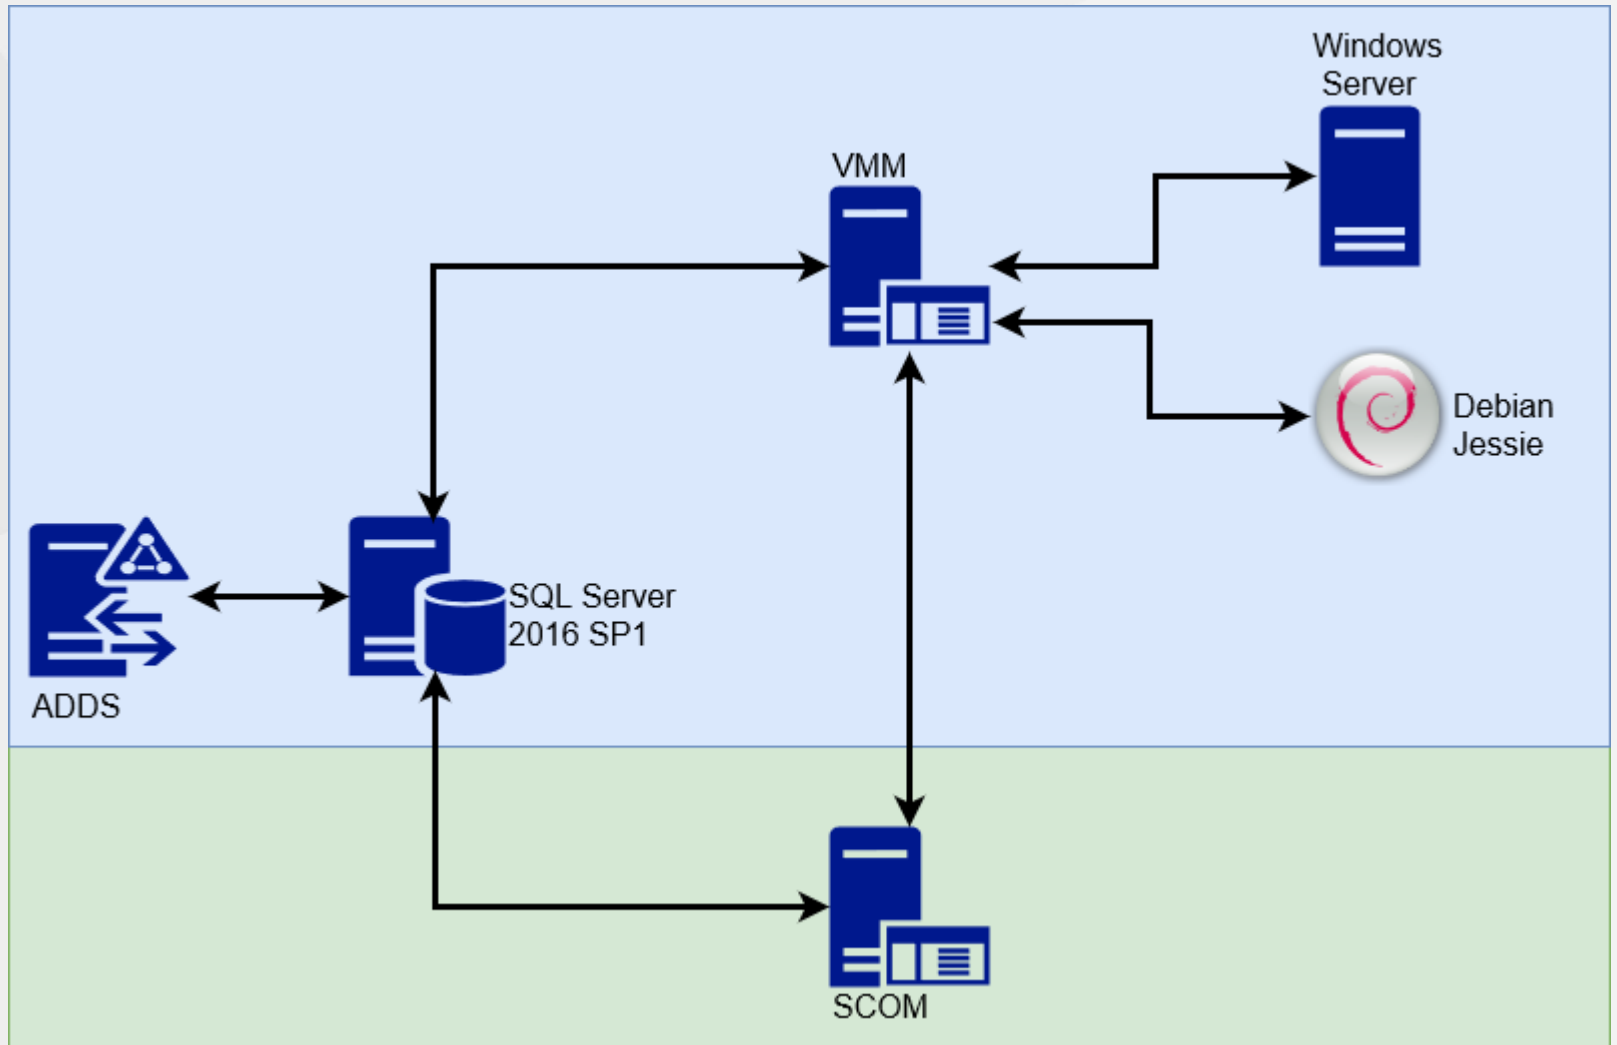 Windows
Server
VMM
Debian
Jessie
SQL Server
2016 SP1
ADDS
SCOM